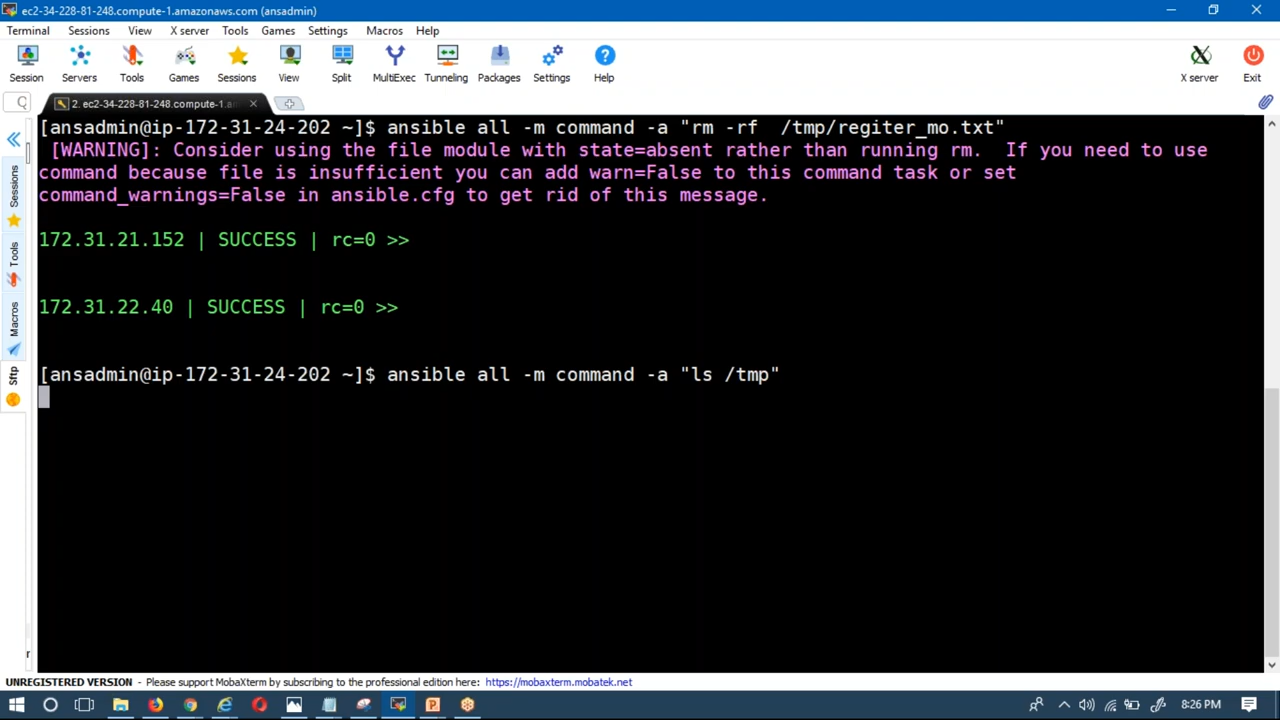 ec2-34-228-81-248.compute-1.amazonaws.com (ansadmin)
Terminal Sessions View X server Tools Games Settings Macros Help
Session Servers Tools Games Sessions View Split MultiExec Tunneling Packages Settings Help X server Exit
2. ec2-34-228-81-248.compute-1.a
[ansadmin@ip-172-31-24-202 ~]$ ansible all -m command -a "rm -rf  /tmp/regiter_mo.txt"
[WARNING]: Consider using the file module with state=absent rather than running rm.  If you need to use
command because file is insufficient you can add warn=False to this command task or set
command_warnings=False in ansible.cfg to get rid of this message.
172.31.21.152 | SUCCESS | rc=0 >>
172.31.22.40 | SUCCESS | rc=0 >>
[ansadmin@ip-172-31-24-202 ~]$ ansible all -m command -a "ls /tmp"
Sessions
Tools
Macros
Sftp
UNREGISTERED VERSION - Please support MobaXterm by subscribing to the professional edition here: https://mobaxterm.mobatek.net
8:26 PM